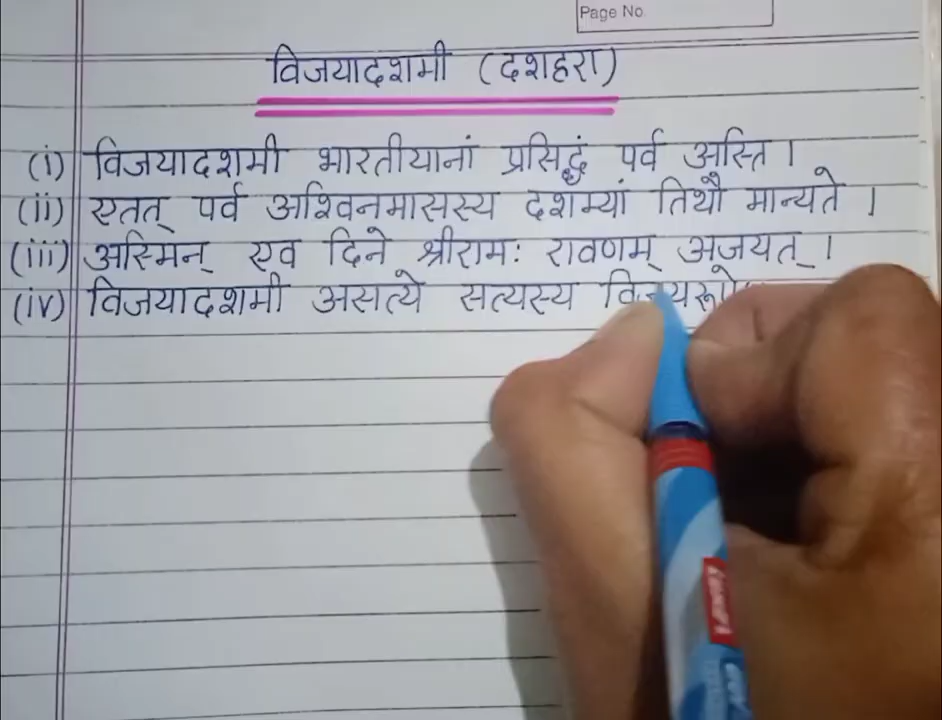 Page No
विजयादशमी (दशहरा)
(i) विजयादशमी भारतीयानां प्रसिद्धं पर्व अस्ति ।
(ii) एतत् पर्व अश्विनमासस्य दशम्यां तिथौ मान्यते ।
(iii) अस्मिन् एव दिने श्रीरामः रावणम् अजयत् ।
(iv) विजयादशमी असत्ये सत्यस्य